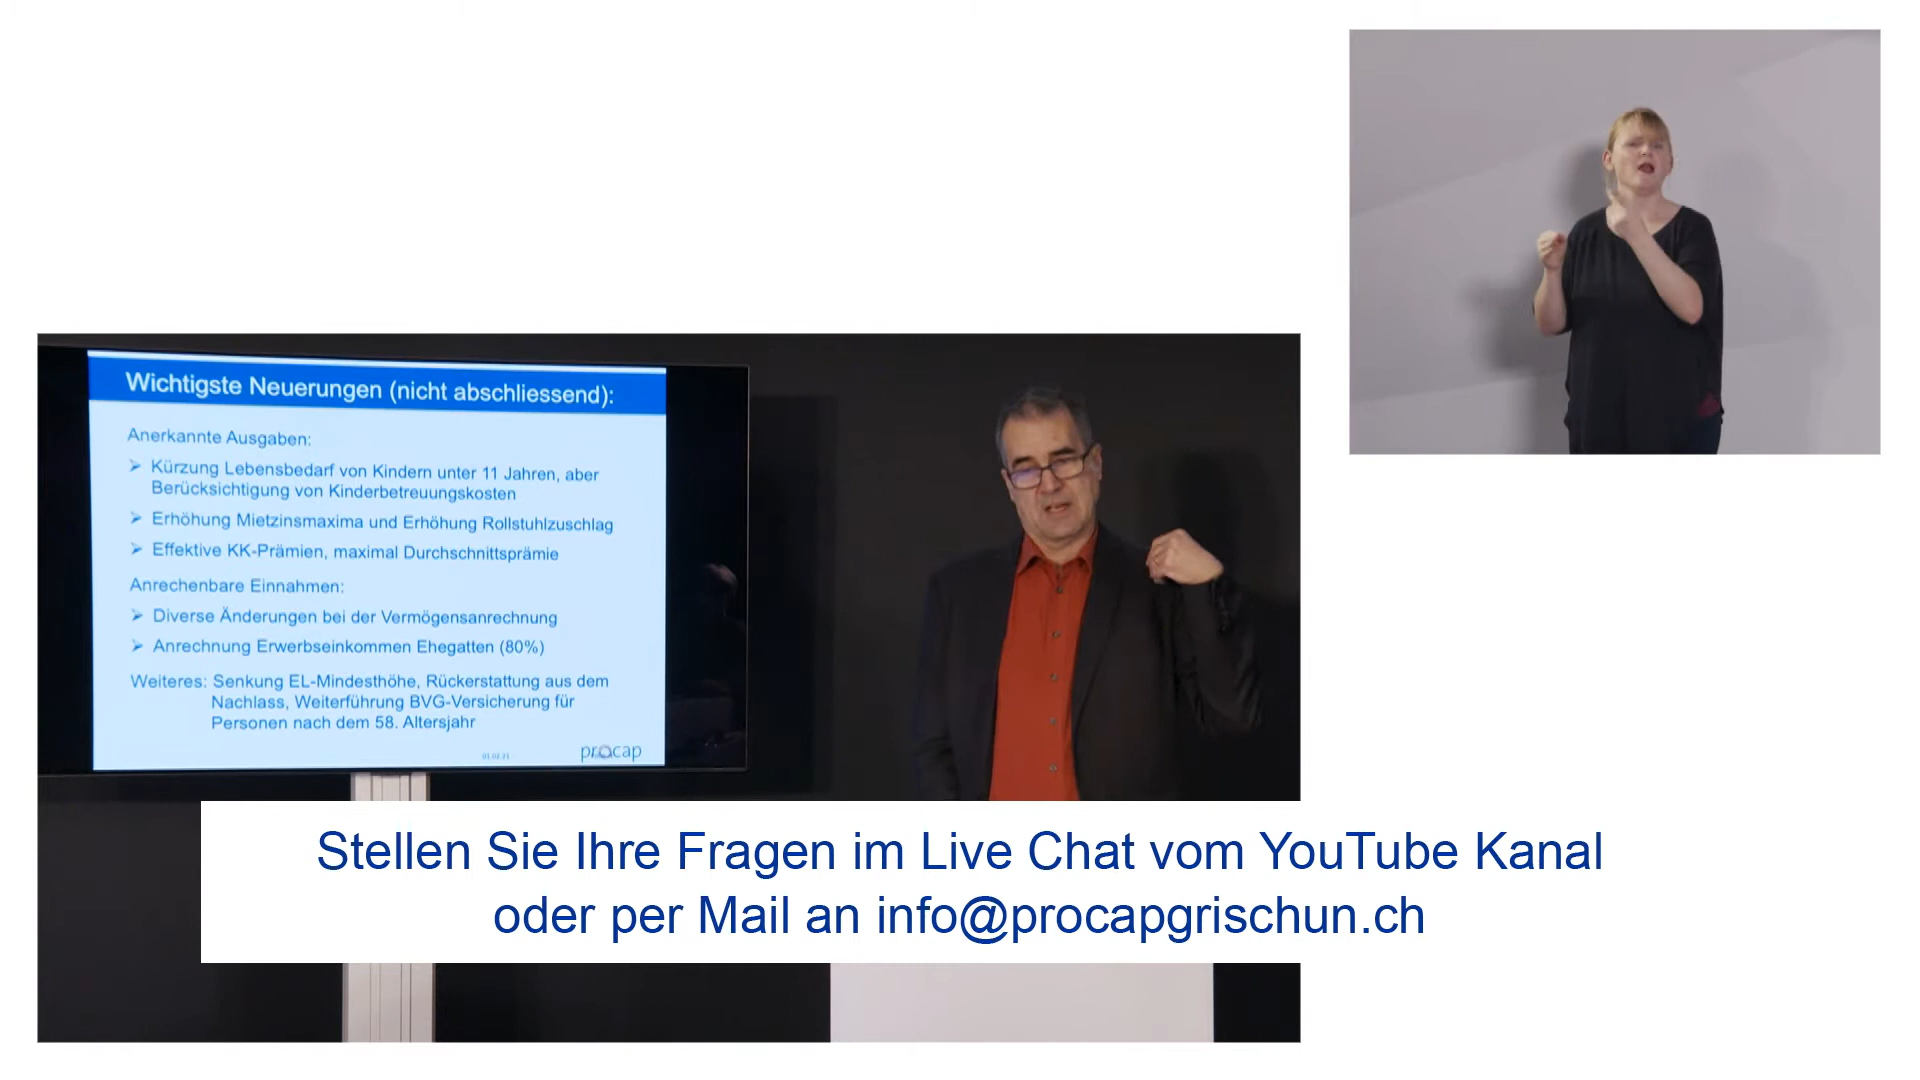 Wichtigste Neuerungen (nicht abschliessend):
Anerkannte Ausgaben:
➢ Kürzung Lebensbedarf von Kindern unter 11 Jahren, aber
Berücksichtigung von Kinderbetreuungskosten
➢ Erhöhung Mietzinsmaxima und Erhöhung Rollstuhlzuschlag
➢ Effektive KK-Prämien, maximal Durchschnittsprämie
Anrechenbare Einnahmen:
➢ Diverse Änderungen bei der Vermögensanrechnung
➢ Anrechnung Erwerbseinkommen Ehegatten (80%)
Weiteres: Senkung EL-Mindesthöhe, Rückerstattung aus dem
Nachlass, Weiterführung BVG-Versicherung für
Personen nach dem 58. Altersjahr
01.02.21
procap
Stellen Sie Ihre Fragen im Live Chat vom YouTube Kanal
oder per Mail an info@procapgrischun.ch